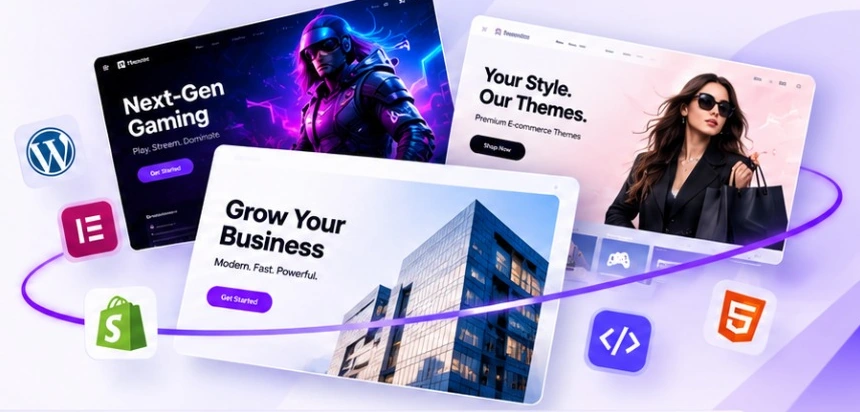 Next-Gen
Gaming
Play. Stream. Dominate.
Get Started
Your Style.
Our Themes.
Premium E-commerce Themes
Shop Now
Grow Your
Business
Modern. Fast. Powerful.
Get Started